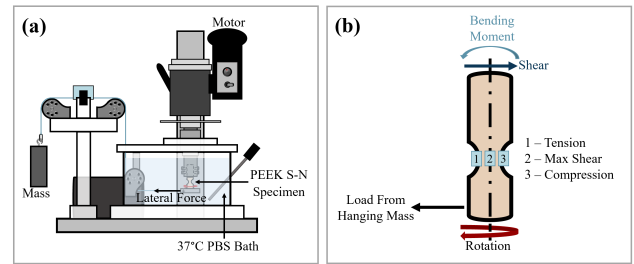 (a)
Motor
Mass
PEEK S-N
Specimen
Lateral Force
37°C PBS Bath
(b)
Bending
Moment
Shear
1 2 3
1 – Tension
2 – Max Shear
3 – Compression
Load From
Hanging Mass
Rotation